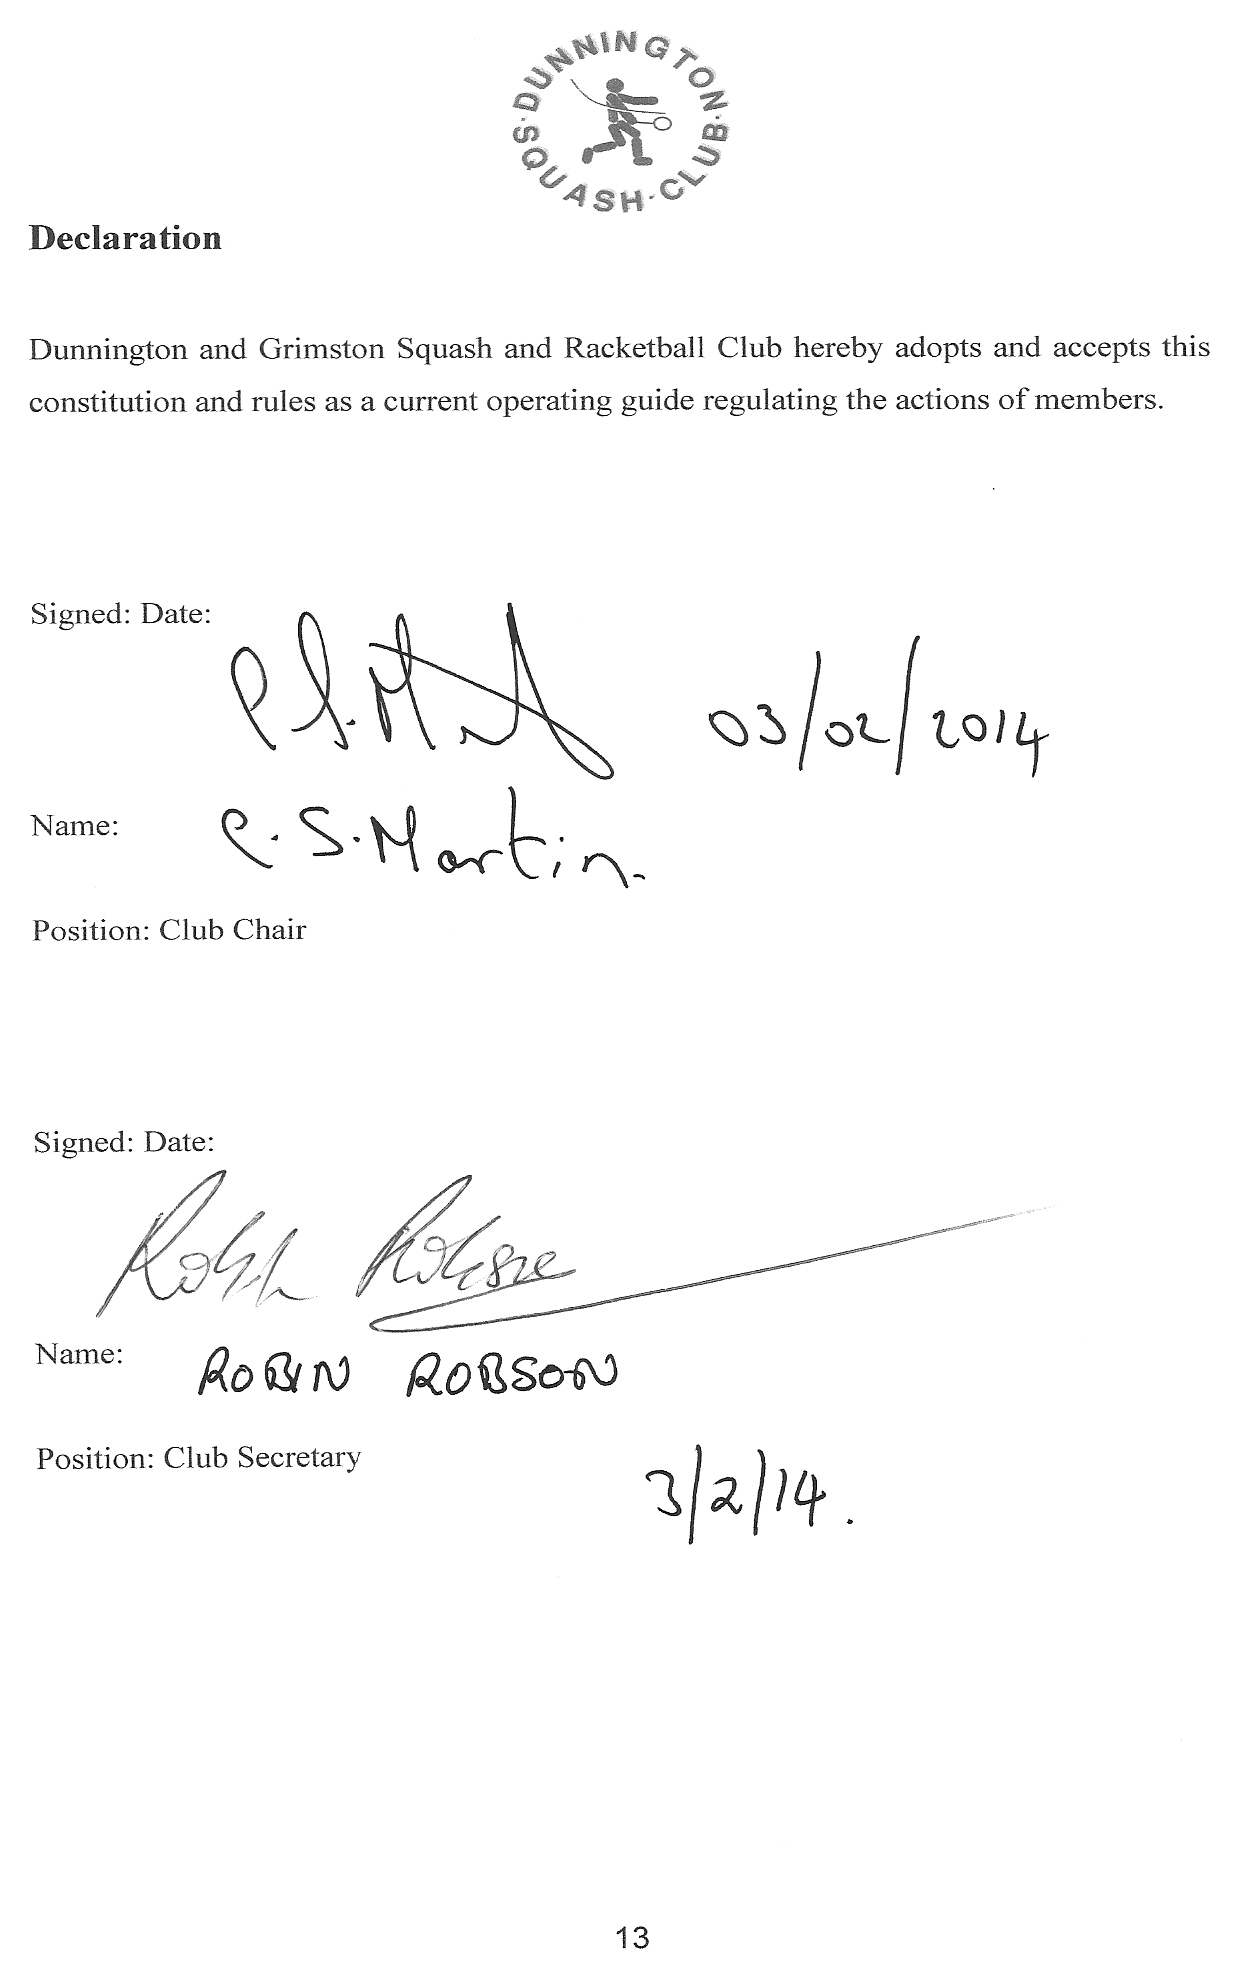 DUNNINGTON · SQUASH · CLUB ·
Declaration
Dunnington and Grimston Squash and Racketball Club hereby adopts and accepts this
constitution and rules as a current operating guide regulating the actions of members.
Signed: Date:
03/02/2014
Name: C. S. Martin.
Position: Club Chair
Signed: Date:
Name: ROBIN ROBSON
Position: Club Secretary
3/2/14.
13